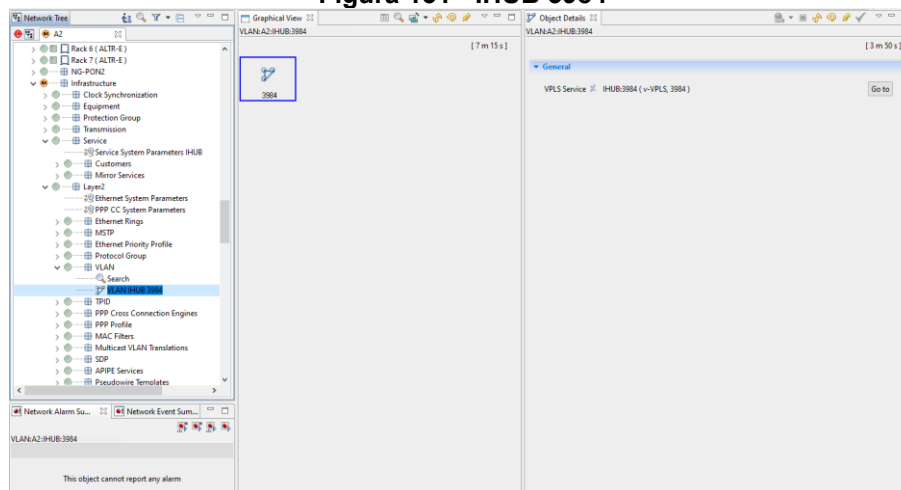 Network Tree
A2
Rack 6 ( ALTR-E )
Rack 7 ( ALTR-E )
NG-PON2
Infrastructure
Clock Synchronization
Equipment
Protection Group
Transmission
Service
Service System Parameters IHUB
Customers
Mirror Services
Layer2
Ethernet System Parameters
PPP CC System Parameters
Ethernet Rings
MSTP
Ethernet Priority Profile
Protocol Group
VLAN
Search
VLAN IHUB 3984
TPID
PPP Cross Connection Engines
PPP Profile
MAC Filters
Multicast VLAN Translations
SDP
APIPE Services
Pseudowire Templates
Network Alarm Su...
Network Event Sum...
VLAN:A2:IHUB:3984
This object cannot report any alarm
Graphical View
VLAN:A2:IHUB:3984
[ 7 m 15 s ]
3984
Object Details
VLAN:A2:IHUB:3984
[ 3 m 50 s ]
General
VPLS Service IHUB:3984 ( v-VPLS, 3984 ) Go to